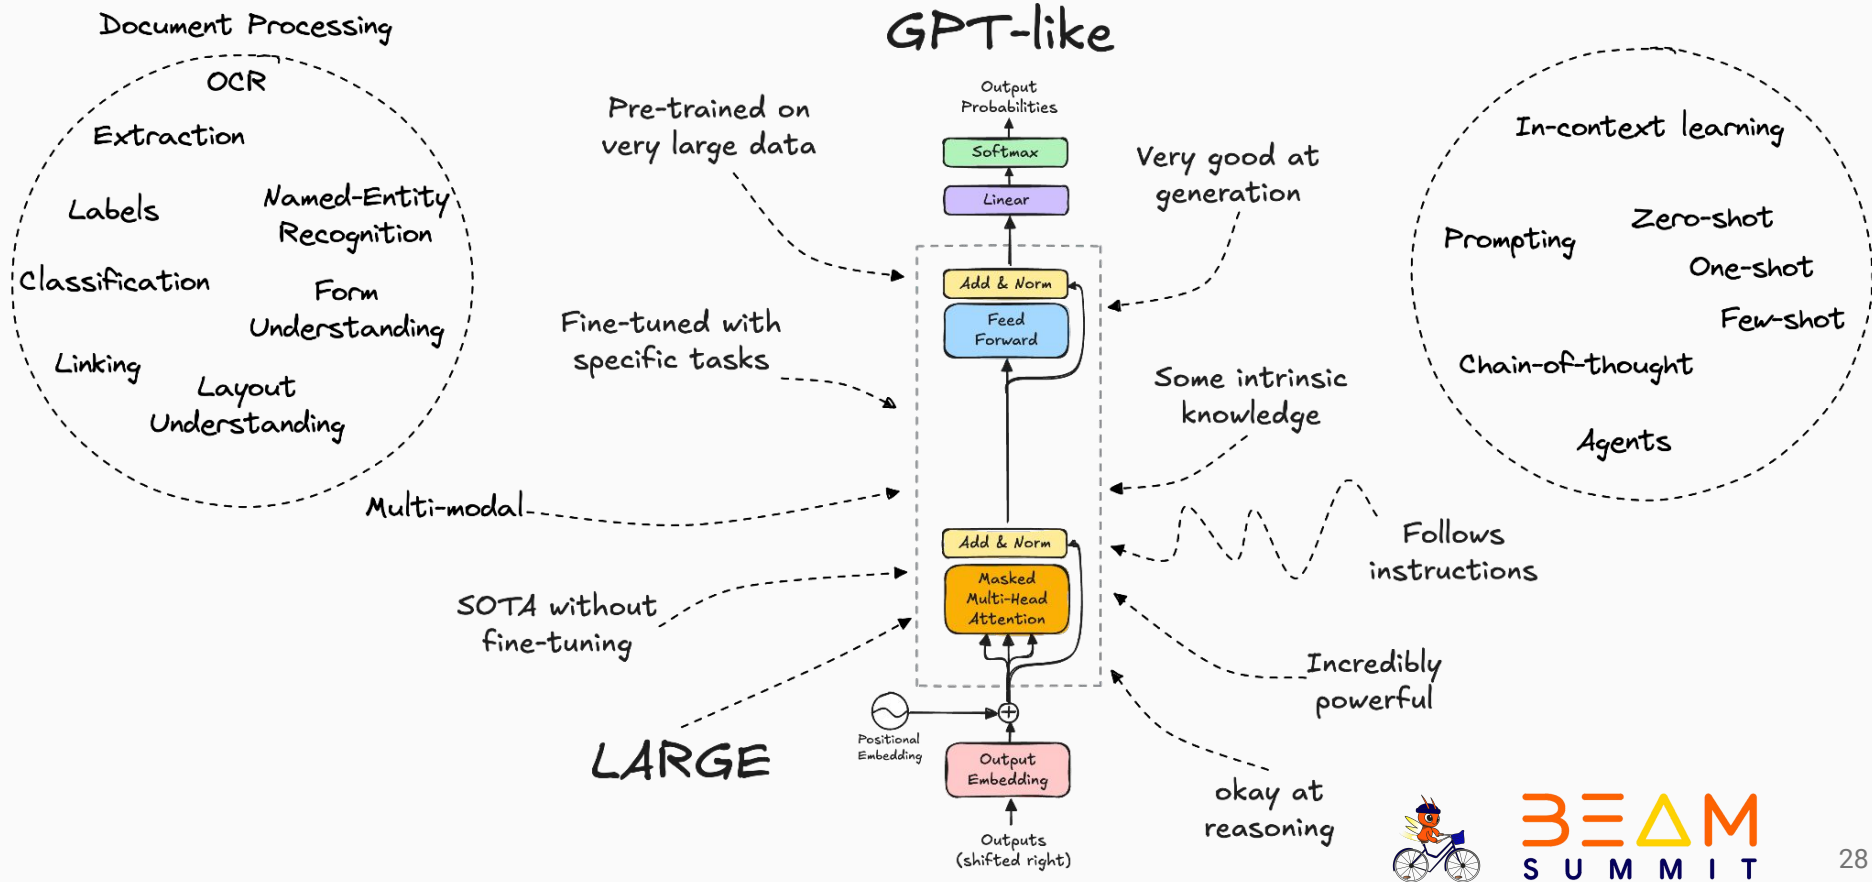 GPT-like
Document Processing
OCR
Extraction
Labels
Named-Entity
Recognition
Classification
Form
Understanding
Linking
Layout
Understanding
Pre-trained on
very large data
Fine-tuned with
specific tasks
Multi-modal
SOTA without
fine-tuning
LARGE
Output
Probabilities
Softmax
Linear
Add & Norm
Feed
Forward
Add & Norm
Masked
Multi-Head
Attention
Positional
Embedding
Output
Embedding
Outputs
(shifted right)
Very good at
generation
Some intrinsic
knowledge
Follows
instructions
Incredibly
powerful
okay at
reasoning
In-context learning
Prompting
Zero-shot
One-shot
Few-shot
Chain-of-thought
Agents
BEAM
SUMMIT
28